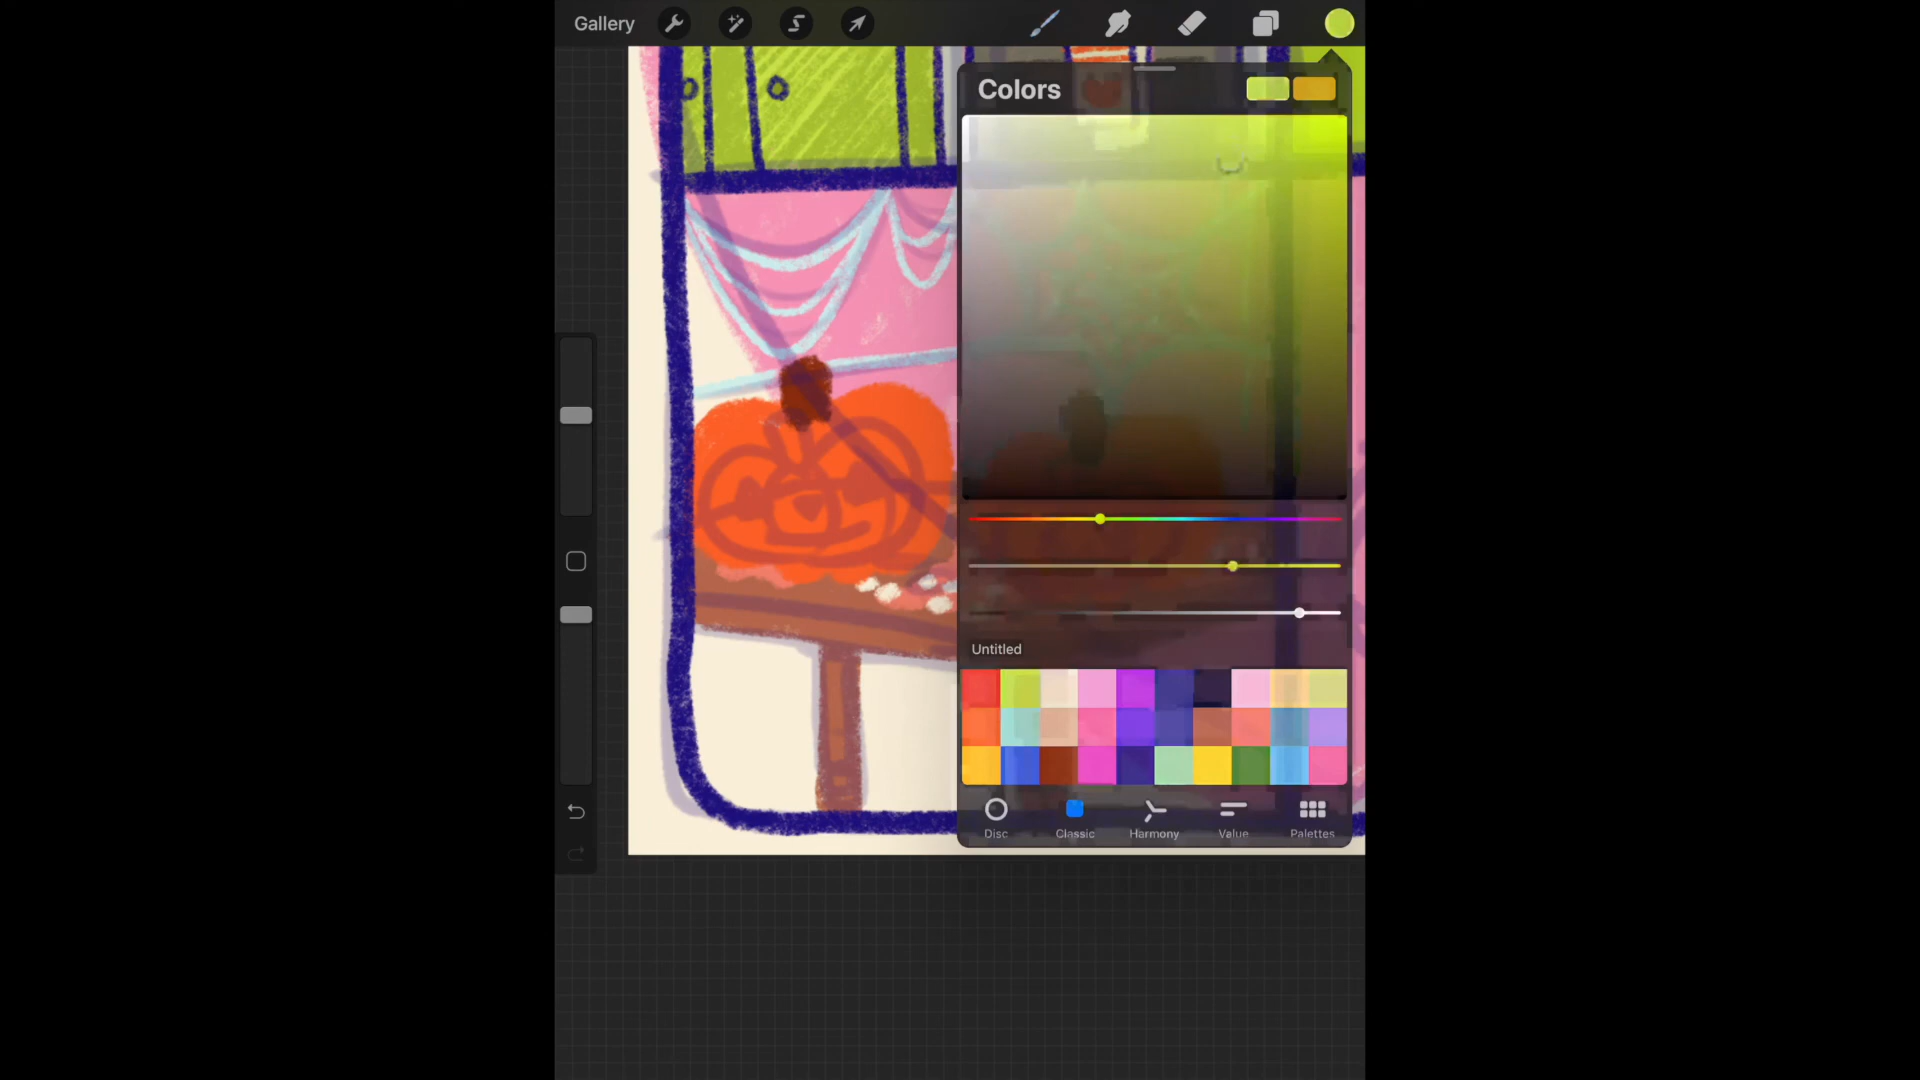 Gallery
Colors
Untitled
Disc
Classic
Harmony
Value
Palettes